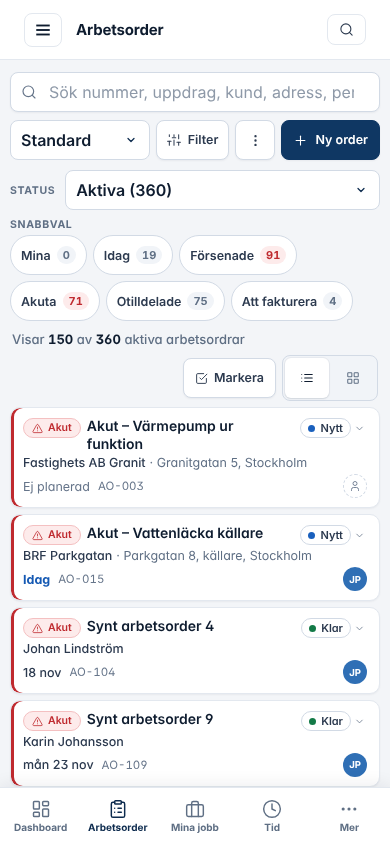 Arbetsorder
Sök nummer, uppdrag, kund, adress, per
Standard
Filter
Ny order
STATUS
Aktiva (360)
SNABBVAL
Mina 0
Idag 19
Försenade 91
Akuta 71
Otilldelade 75
Att fakturera 4
Visar 150 av 360 aktiva arbetsordrar
Markera
Akut
Akut – Värmepump ur
funktion
Nytt
Fastighets AB Granit · Granitgatan 5, Stockholm
Ej planerad AO-003
Akut
Akut – Vattenläcka källare
Nytt
BRF Parkgatan · Parkgatan 8, källare, Stockholm
Idag AO-015
JP
Akut
Synt arbetsorder 4
Klar
Johan Lindström
18 nov AO-104
JP
Akut
Synt arbetsorder 9
Klar
Karin Johansson
mån 23 nov AO-109
JP
Dashboard
Arbetsorder
Mina jobb
Tid
Mer